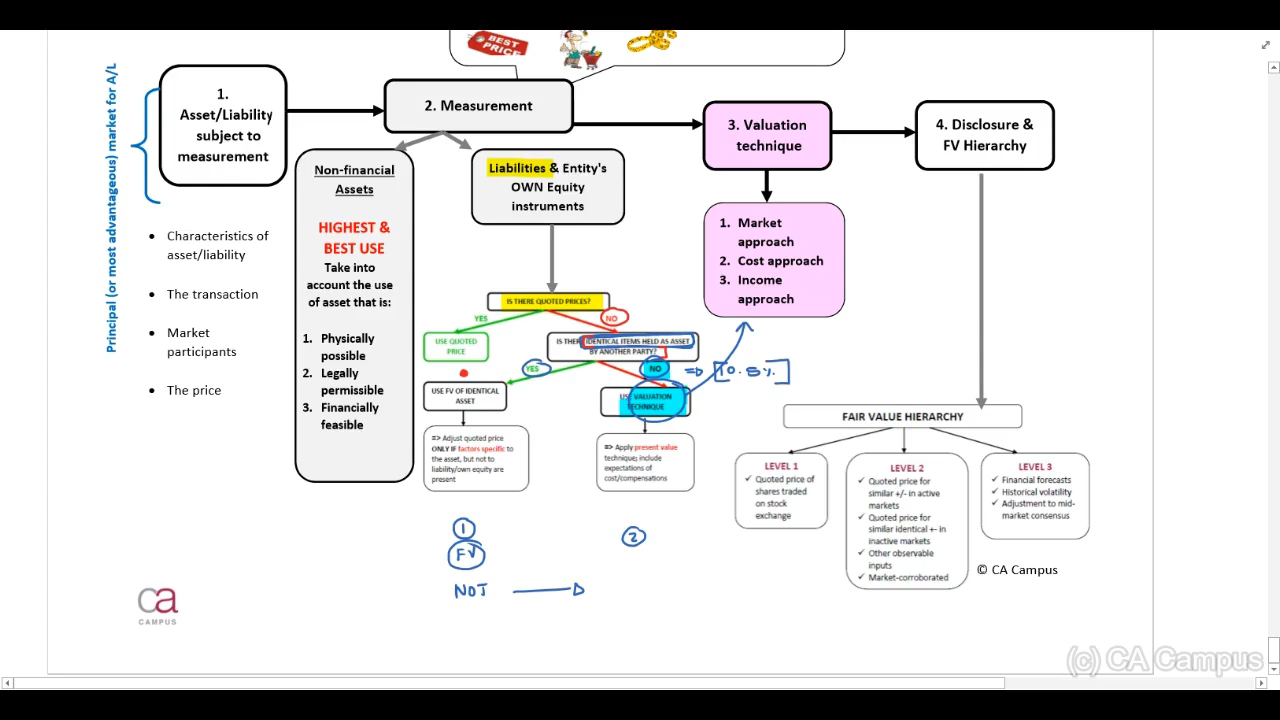 BEST
PRICE
Principal (or most advantageous) market for A/L
1.
Asset/Liability
subject to
measurement
2. Measurement
3. Valuation
technique
4. Disclosure &
FV Hierarchy
Characteristics of
asset/liability
The transaction
Market
participants
The price
Non-financial
Assets
HIGHEST &
BEST USE
Take into
account the use
of asset that is:
1. Physically
possible
2. Legally
permissible
3. Financially
feasible
Liabilities & Entity's
OWN Equity
instruments
IS THERE QUOTED PRICES?
YES
NO
USE QUOTED
PRICE
IS THERE IDENTICAL ITEMS HELD AS ASSET
BY ANOTHER PARTY?
YES
NO
=> [10.5%]
USE FV OF IDENTICAL
ASSET
USE VALUATION
TECHNIQUE
=> Adjust quoted price
ONLY IF factors specific to
the asset, but not to
liability/own equity are
present
=> Apply present value
technique; include
expectations of
cost/compensations
1
FV
NOT
2
1. Market
approach
2. Cost approach
3. Income
approach
FAIR VALUE HIERARCHY
LEVEL 1
✓ Quoted price of
shares traded
on stock
exchange
LEVEL 2
✓ Quoted price for
similar +/- in active
markets
✓ Quoted price for
similar identical +- in
inactive markets
✓ Other observable
inputs
✓ Market-corroborated
LEVEL 3
✓ Financial forecasts
✓ Historical volatility
✓ Adjustment to mid-
market consensus
© CA Campus
ca
CAMPUS
(c) CA Campus